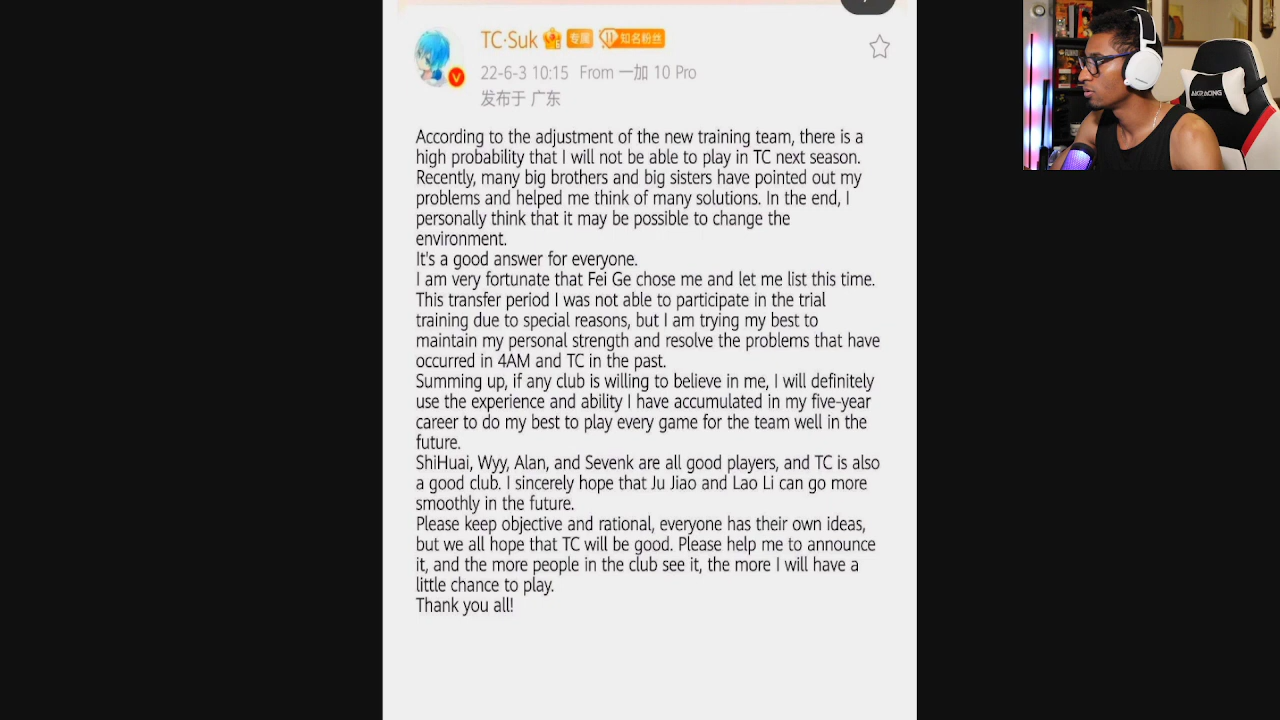 TC·Suk 专属 知名粉丝
22-6-3 10:15 From 一加 10 Pro
发布于 广东
According to the adjustment of the new training team, there is a
high probability that I will not be able to play in TC next season.
Recently, many big brothers and big sisters have pointed out my
problems and helped me think of many solutions. In the end, I
personally think that it may be possible to change the
environment.
It's a good answer for everyone.
I am very fortunate that Fei Ge chose me and let me list this time.
This transfer period I was not able to participate in the trial
training due to special reasons, but I am trying my best to
maintain my personal strength and resolve the problems that have
occurred in 4AM and TC in the past.
Summing up, if any club is willing to believe in me, I will definitely
use the experience and ability I have accumulated in my five-year
career to do my best to play every game for the team well in the
future.
ShiHuai, Wyy, Alan, and Sevenk are all good players, and TC is also
a good club. I sincerely hope that Ju Jiao and Lao Li can go more
smoothly in the future.
Please keep objective and rational, everyone has their own ideas,
but we all hope that TC will be good. Please help me to announce
it, and the more people in the club see it, the more I will have a
little chance to play.
Thank you all!
AKRACING